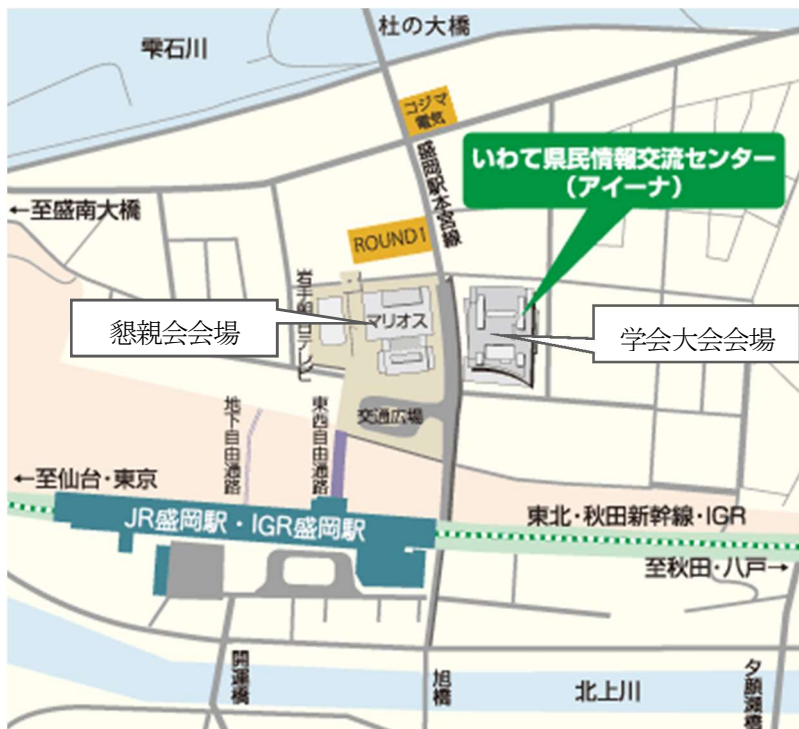 杜の大橋
雫石川
コジマ
電気
盛岡駅本宮線
いわて県民情報交流センター
(アイーナ)
←至盛南大橋
ROUND1
岩手朝日テレビ
懇親会会場
マリオス
学会大会会場
交通広場
地下自由通路
東西自由通路
←至仙台・東京
JR盛岡駅・IGR盛岡駅
東北・秋田新幹線・IGR
至秋田・八戸→
開運橋
旭橋
北上川
夕顔瀬橋